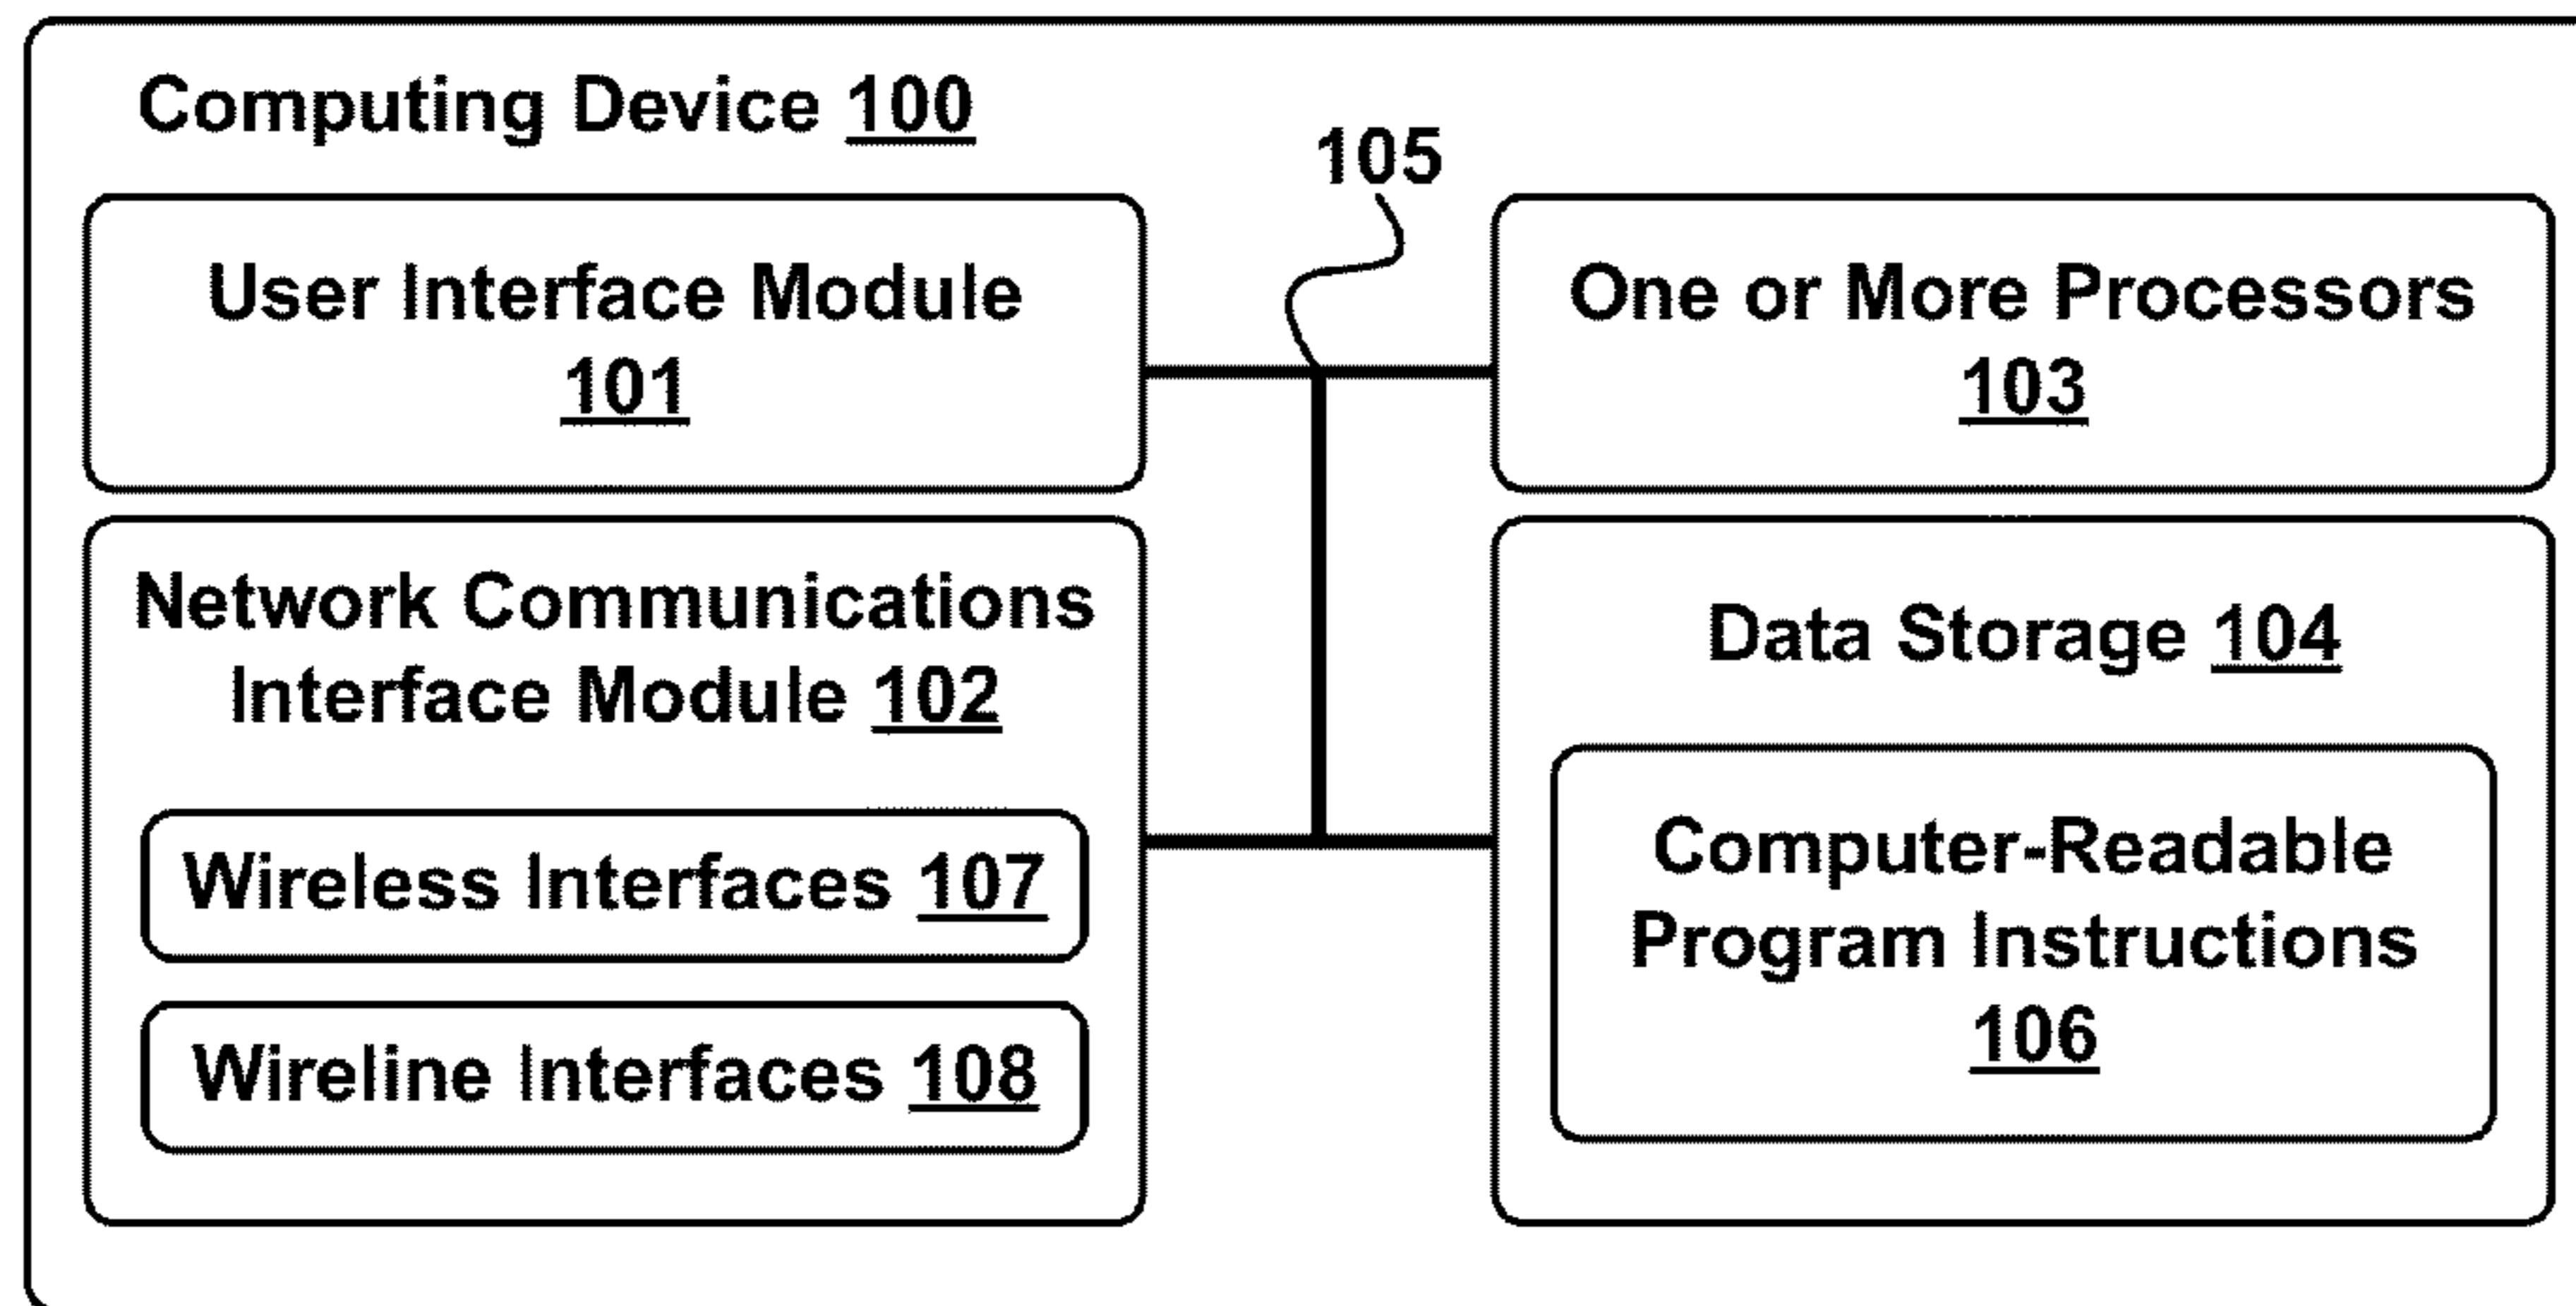 Computing Device 100
105
User Interface Module
101
One or More Processors
103
Network Communications
Interface Module 102
Wireless Interfaces 107
Wireline Interfaces 108
Data Storage 104
Computer-Readable
Program Instructions
106